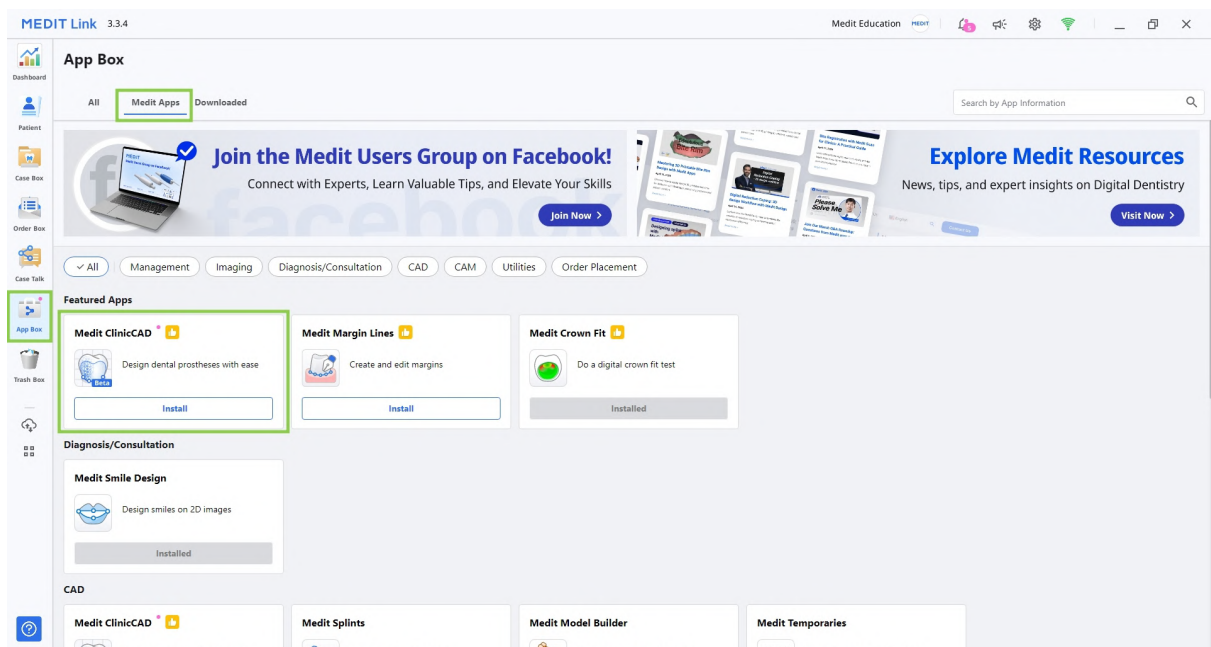 MEDIT Link 3.3.4
Medit Education MEDIT
5
Dashboard
Patient
Case Box
Order Box
Case Talk
App Box
Trash Box
App Box
All Medit Apps Downloaded
Search by App Information
Join the Medit Users Group on Facebook!
Connect with Experts, Learn Valuable Tips, and Elevate Your Skills
Join Now >
Explore Medit Resources
News, tips, and expert insights on Digital Dentistry
Visit Now >
All Management Imaging Diagnosis/Consultation CAD CAM Utilities Order Placement
Featured Apps
Medit ClinicCAD
Design dental prostheses with ease
Beta
Install
Medit Margin Lines
Create and edit margins
Install
Medit Crown Fit
Do a digital crown fit test
Installed
Diagnosis/Consultation
Medit Smile Design
Design smiles on 2D images
Installed
CAD
Medit ClinicCAD Medit Splints Medit Model Builder Medit Temporaries